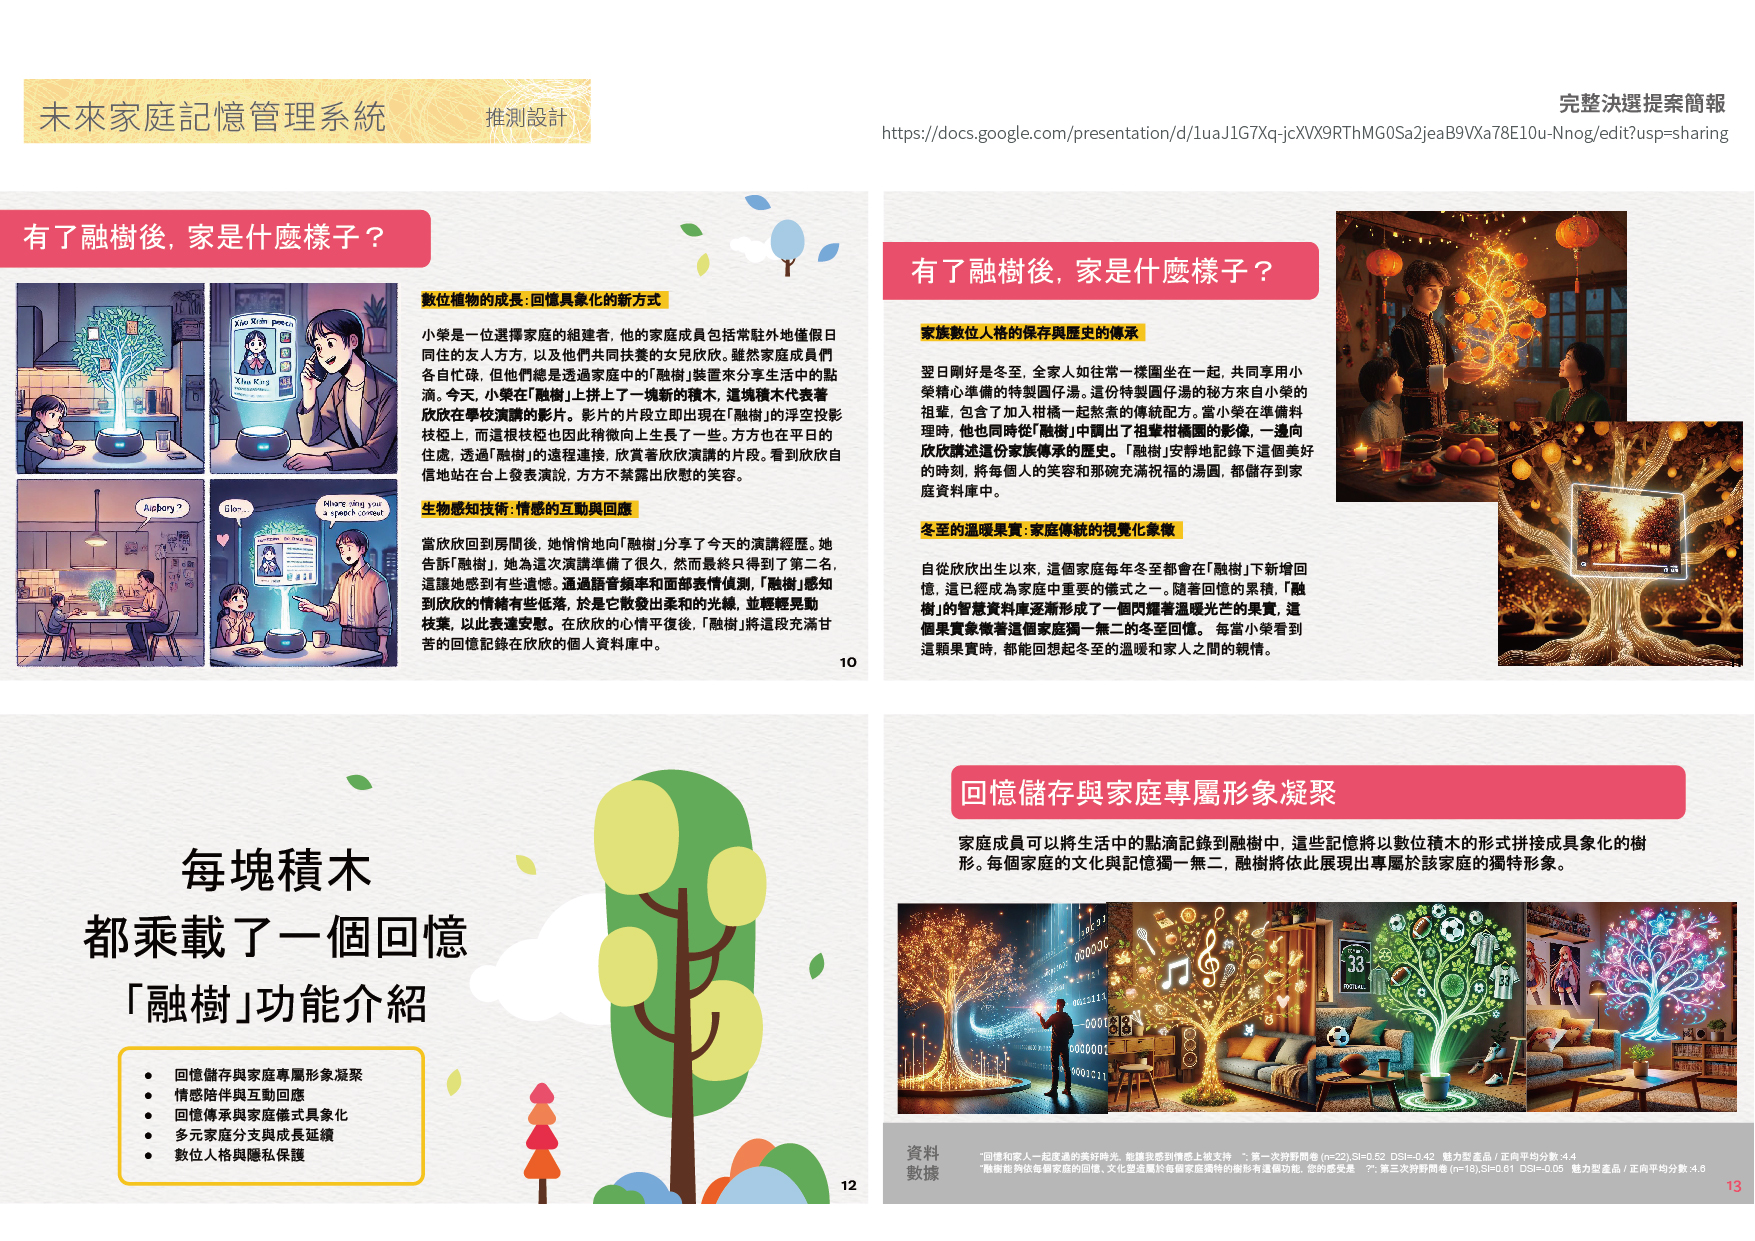 未來家庭記憶管理系統
推測設計
完整決選提案簡報
https://docs.google.com/presentation/d/1uaJ1G7Xq-jcXVX9RThMG0Sa2jeaB9VXa78E10u-Nnog/edit?usp=sharing
有了融樹後，家是什麼樣子？
Aipbory ?
Glor...
數位植物的成長：回憶具象化的新方式
小榮是一位選擇家庭的組建者，他的家庭成員包括常駐外地僅假日
同住的友人方方，以及他們共同扶養的女兒欣欣。雖然家庭成員們
各自忙碌，但他們總是透過家庭中的「融樹」裝置來分享生活中的點
滴。今天，小榮在「融樹」上拼上了一塊新的積木，這塊積木代表著
欣欣在學校演講的影片。影片的片段立即出現在「融樹」的浮空投影
枝椏上，而這根枝椏也因此稍微向上生長了一些。方方也在平日的
住處，透過「融樹」的遠程連接，欣賞著欣欣演講的片段。看到欣欣自
信地站在台上發表演說，方方不禁露出欣慰的笑容。
生物感知技術：情感的互動與回應
當欣欣回到房間後，她悄悄地向「融樹」分享了今天的演講經歷。她
告訴「融樹」，她為這次演講準備了很久，然而最終只得到了第二名，
這讓她感到有些遺憾。通過語音頻率和面部表情偵測，「融樹」感知
到欣欣的情緒有些低落，於是它散發出柔和的光線，並輕輕晃動
枝葉，以此表達安慰。在欣欣的心情平復後，「融樹」將這段充滿甘
苦的回憶記錄在欣欣的個人資料庫中。
10
有了融樹後，家是什麼樣子？
家族數位人格的保存與歷史的傳承
翌日剛好是冬至，全家人如往常一樣圍坐在一起，共同享用小
榮精心準備的特製圓仔湯。這份特製圓仔湯的秘方來自小榮的
祖輩，包含了加入柑橘一起熬煮的傳統配方。當小榮在準備料
理時，他也同時從「融樹」中調出了祖輩柑橘園的影像，一邊向
欣欣講述這份家族傳承的歷史。「融樹」安靜地記錄下這個美好
的時刻，將每個人的笑容和那碗充滿祝福的湯圓，都儲存到家
庭資料庫中。
冬至的溫暖果實：家庭傳統的視覺化象徵
自從欣欣出生以來，這個家庭每年冬至都會在「融樹」下新增回
憶，這已經成為家庭中重要的儀式之一。隨著回憶的累積，「融
樹」的智慧資料庫逐漸形成了一個閃耀著溫暖光芒的果實，這
個果實象徵著這個家庭獨一無二的冬至回憶。 每當小榮看到
這顆果實時，都能回想起冬至的溫暖和家人之間的親情。
每塊積木
都乘載了一個回憶
「融樹」功能介紹
● 回憶儲存與家庭專屬形象凝聚
● 情感陪伴與互動回應
● 回憶傳承與家庭儀式具象化
● 多元家庭分支與成長延續
● 數位人格與隱私保護
12
回憶儲存與家庭專屬形象凝聚
家庭成員可以將生活中的點滴記錄到融樹中，這些記憶將以數位積木的形式拼接成具象化的樹
形。每個家庭的文化與記憶獨一無二，融樹將依此展現出專屬於該家庭的獨特形象。
33
FOOTBALL
33
資料
數據
"回憶和家人一起度過的美好時光，能讓我感到情感上被支持 "; 第一次狩野問卷 (n=22),SI=0.52 DSI=-0.42 魅力型產品 / 正向平均分數:4.4
"融樹能夠依每個家庭的回憶、文化塑造屬於每個家庭獨特的樹形有這個功能，您的感受是 ?"; 第三次狩野問卷 (n=18),SI=0.61 DSI=-0.05 魅力型產品 / 正向平均分數:4.6
13